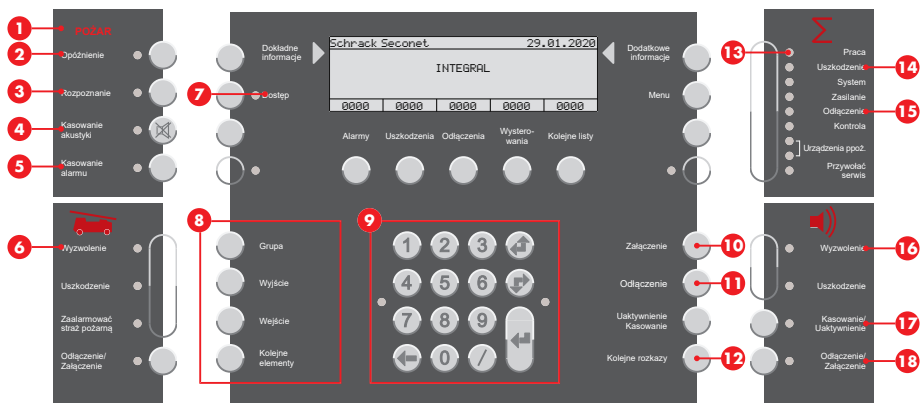 1
POŻAR
2
Opóźnienie
3
Rozpoznanie
4
Kasowanie
akustyki
5
Kasowanie
alarmu
6
Wyzwolenie
Uszkodzenie
Zaalarmować
straż pożarną
Odłączenie/
Załączenie
Dokładne
informacje
7
Dostęp
Schrack Seconet 29.01.2020
INTEGRAL
0000 0000 0000 0000 0000
Alarmy Uszkodzenia Odłączenia Wystero-
wania Kolejne listy
Dodatkowe
informacje
Menu
8
Grupa
Wyjście
Wejście
Kolejne
elementy
9
1 2 3
4 5 6
7 8 9
0 /
Załączenie
10
Odłączenie
11
Uaktywnienie
Kasowanie
Kolejne rozkazy
12
Σ
13
Praca
Uszkodzenie
14
System
Zasilanie
Odłączenie
15
Kontrola
Urządzenia ppoż.
Przywołać
serwis
Wyzwolenie
16
Uszkodzenie
Kasowanie/
Uaktywnienie
17
Odłączenie/
Załączenie
18